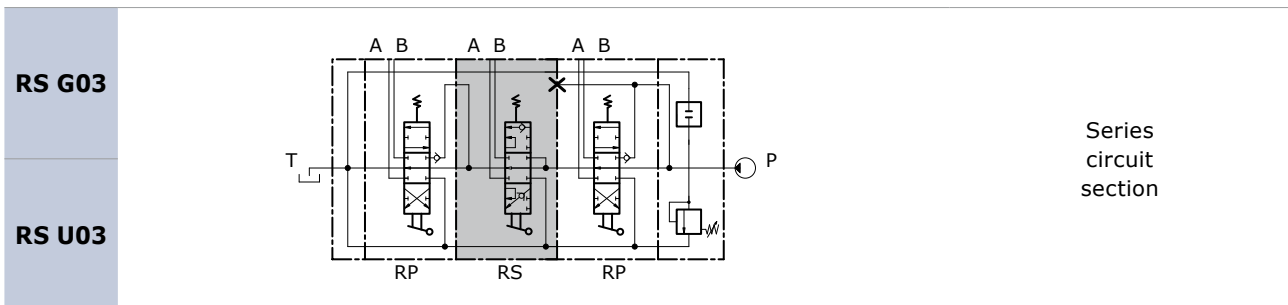 RS G03
RS U03
A B A B A B
T
P
RP RS RP
Series
circuit
section